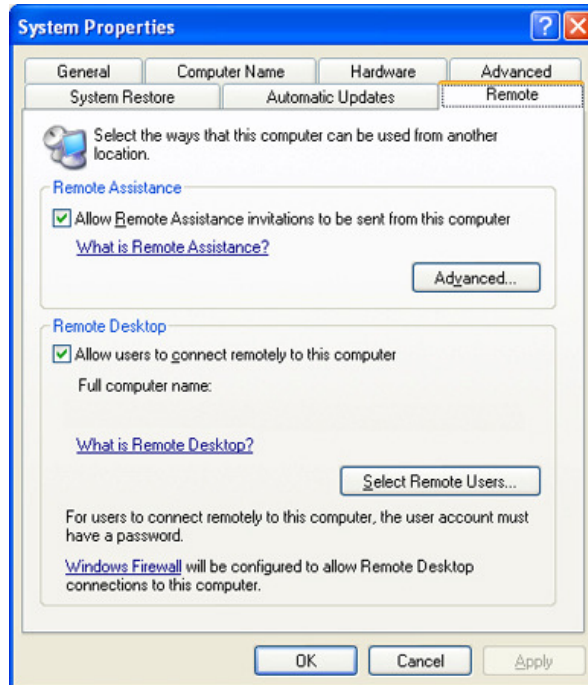 System Properties
General Computer Name Hardware Advanced
System Restore Automatic Updates Remote
Select the ways that this computer can be used from another
location.
Remote Assistance
Allow Remote Assistance invitations to be sent from this computer
What is Remote Assistance?
Advanced...
Remote Desktop
Allow users to connect remotely to this computer
Full computer name:
What is Remote Desktop?
Select Remote Users...
For users to connect remotely to this computer, the user account must
have a password.
Windows Firewall will be configured to allow Remote Desktop
connections to this computer.
OK Cancel Apply